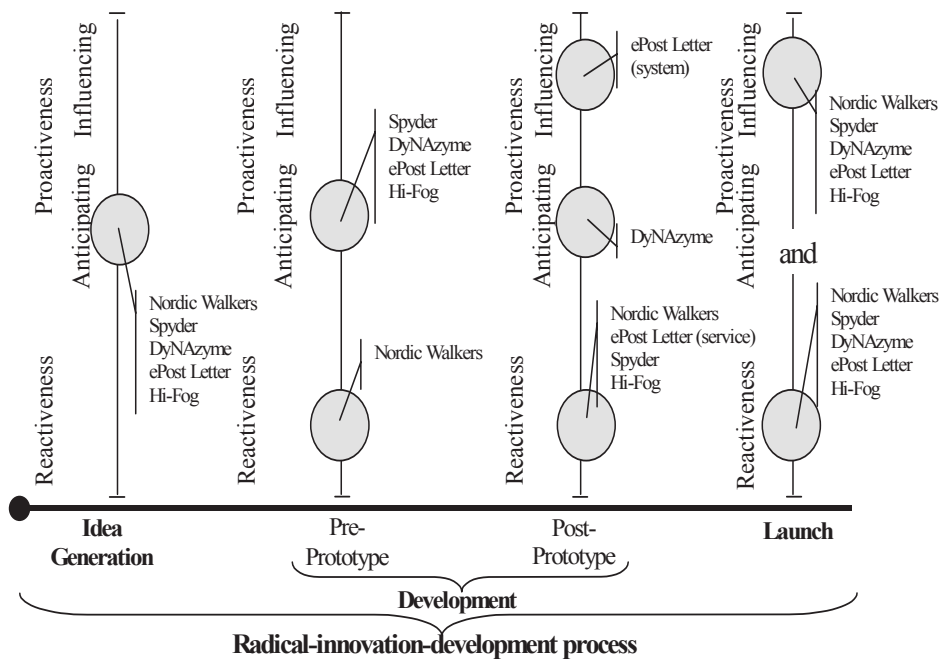 Proactiveness
Anticipating Influencing
Reactiveness
Nordic Walkers
Spyder
DyNAzyme
ePost Letter
Hi-Fog
Proactiveness
Anticipating Influencing
Reactiveness
Spyder
DyNAzyme
ePost Letter
Hi-Fog
Nordic Walkers
Proactiveness
Anticipating Influencing
Reactiveness
ePost Letter
(system)
DyNAzyme
Nordic Walkers
ePost Letter (service)
Spyder
Hi-Fog
Proactiveness
Anticipating Influencing
Reactiveness
Nordic Walkers
Spyder
DyNAzyme
ePost Letter
Hi-Fog
and
Nordic Walkers
Spyder
DyNAzyme
ePost Letter
Hi-Fog
Idea
Generation
Pre-
Prototype
Post-
Prototype
Launch
Development
Radical-innovation-development process